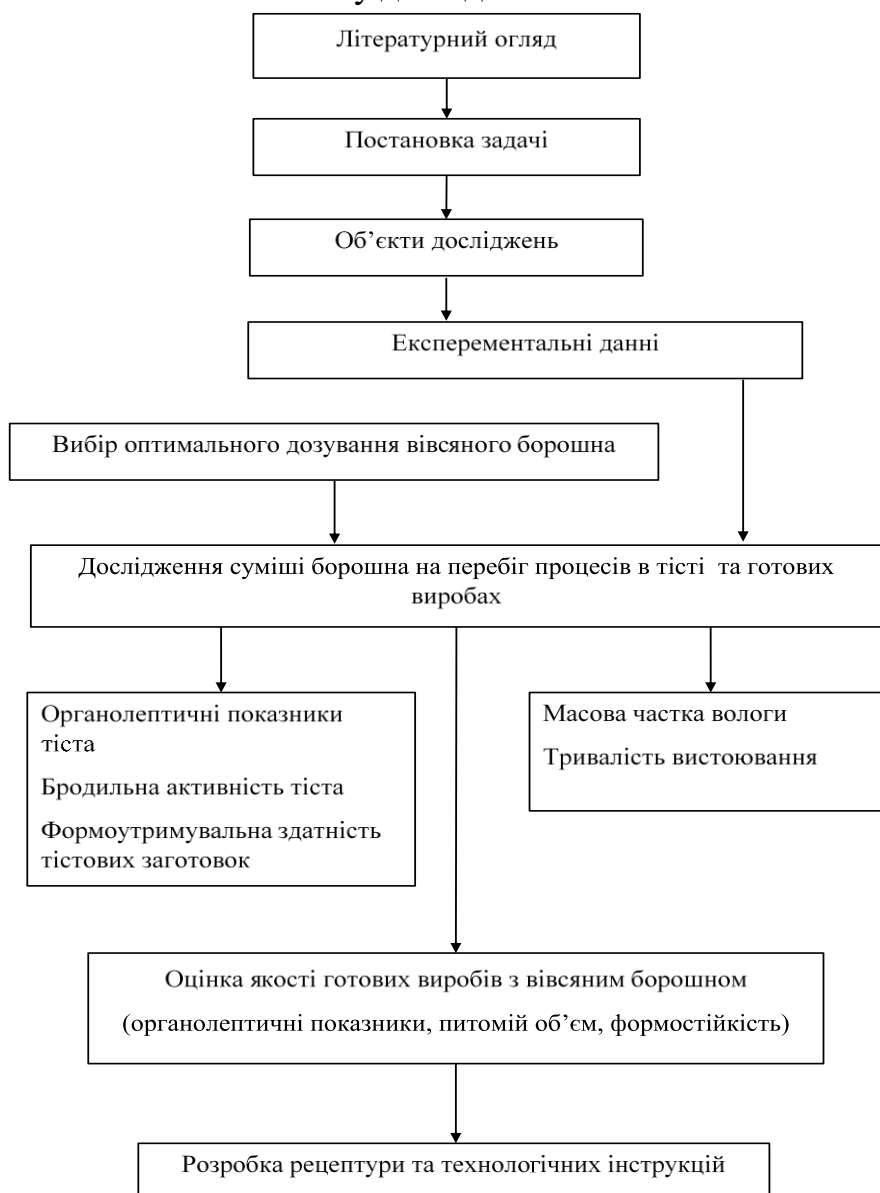 Літературний огляд
Постановка задачі
Об’єкти досліджень
Експерементальні данні
Вибір оптимального дозування вівсяного борошна
Дослідження суміші борошна на перебіг процесів в тісті та готових
виробах
Органолептичні показники
тіста
Бродильна активність тіста
Формоутримувальна здатність
тістових заготовок
Масова частка вологи
Тривалість вистоювання
Оцінка якості готових виробів з вівсяним борошном
(органолептичні показники, питомій об’єм, формостійкість)
Розробка рецептури та технологічних інструкцій